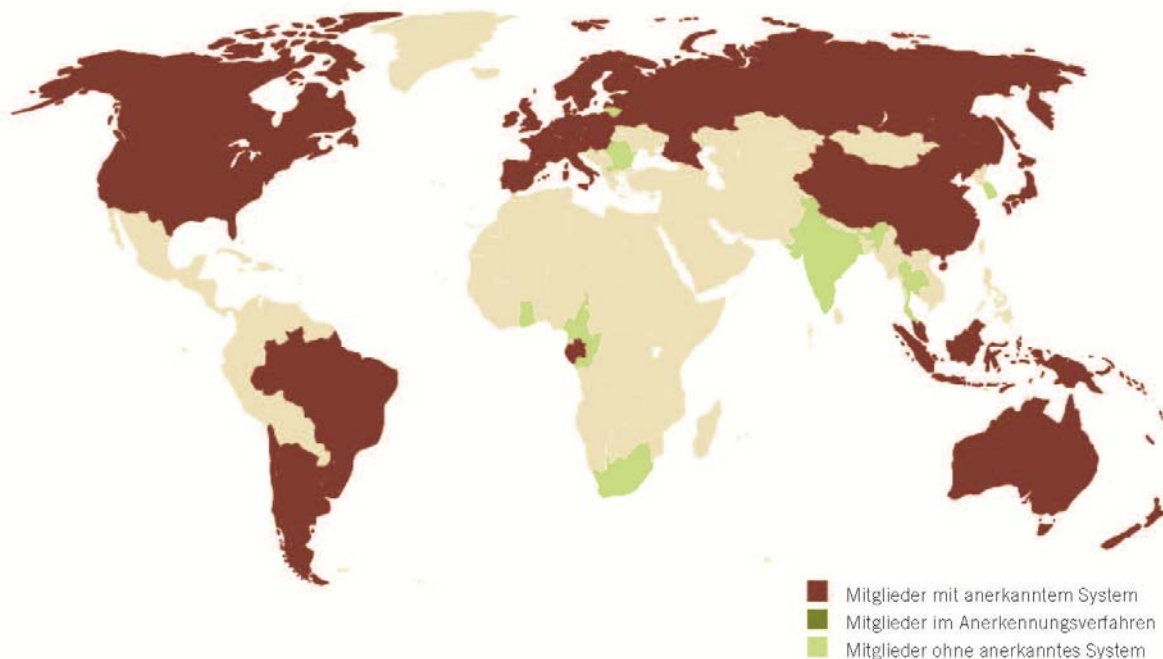 Mitglieder mit anerkanntem System
Mitglieder im Anerkennungsverfahren
Mitglieder ohne anerkanntes System